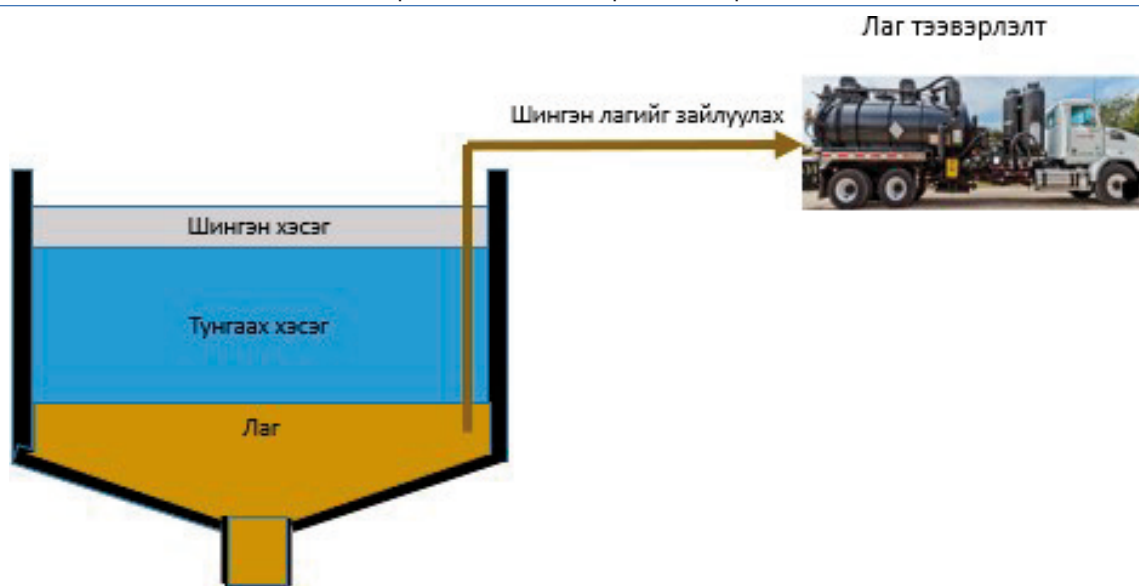 Лаг тээвэрлэлт
Шингэн лагийг зайлуулах
Шингэн хэсэг
Тунгаах хэсэг
Лаг